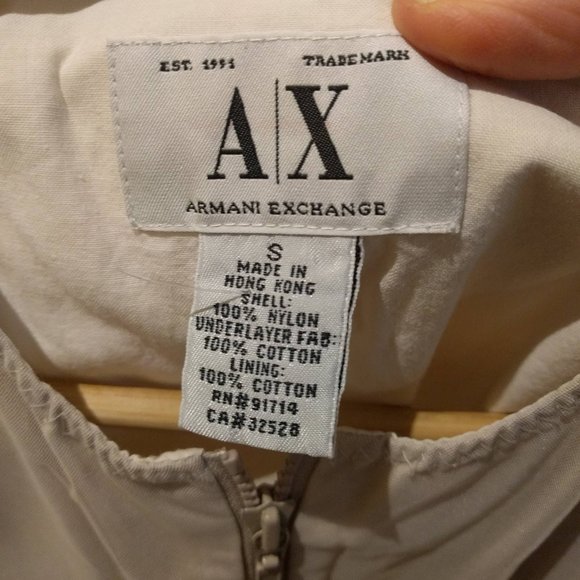 EST. 1991 TRADEMARK
A|X
ARMANI EXCHANGE
S
MADE IN
HONG KONG
SHELL:
100% NYLON
UNDERLAYER FAB:
100% COTTON
LINING:
100% COTTON
RN#91714
CA#32528